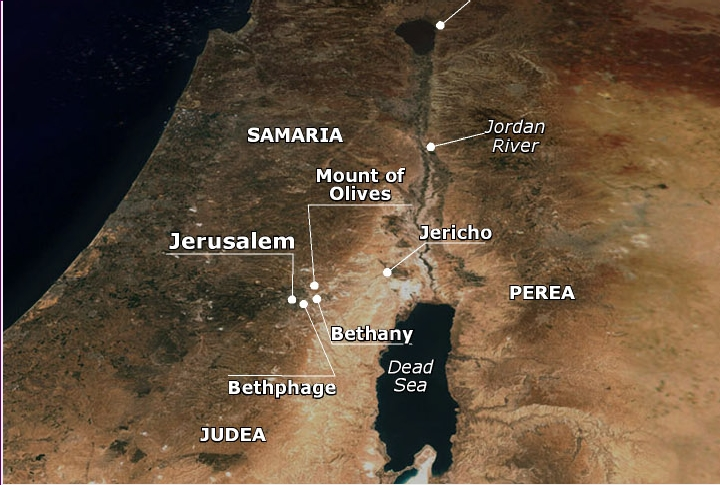 SAMARIA
Jordan
River
Mount of
Olives
Jerusalem
Jericho
PEREA
Bethany
Dead
Sea
Bethphage
JUDEA